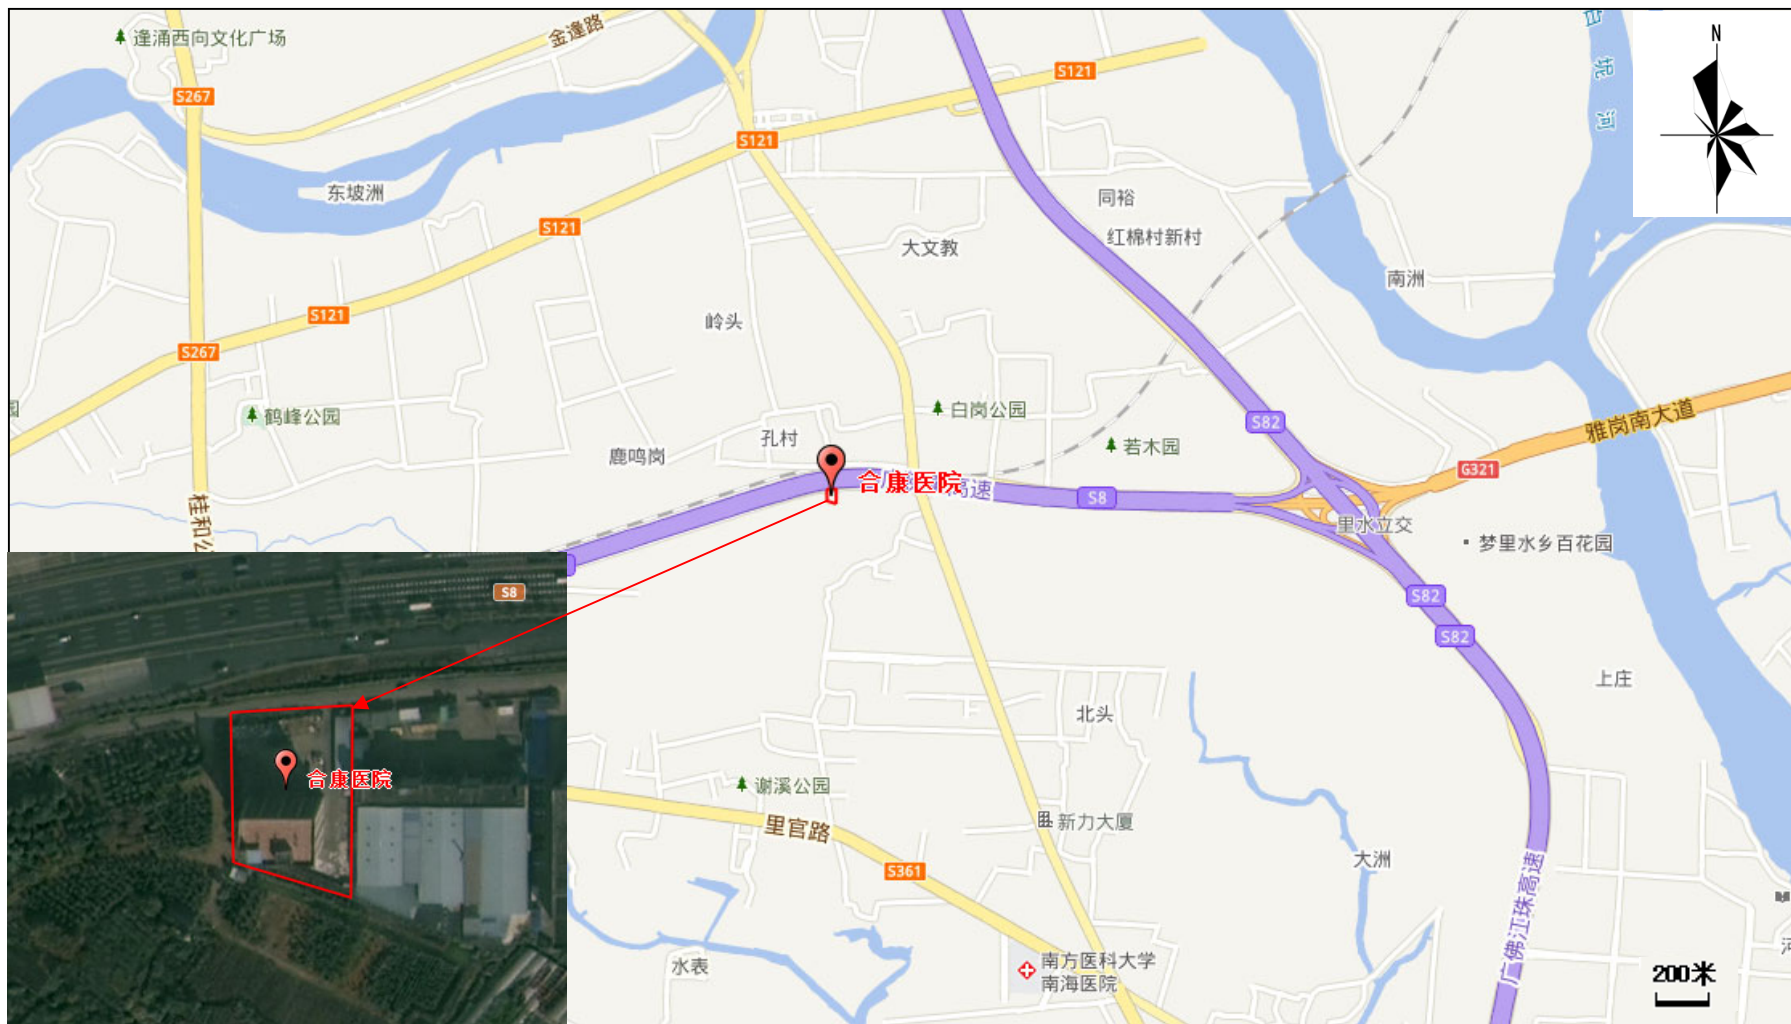 逢涌西向文化广场
金逢路
S267
S121
N
白坭河
S121
东坡洲
同裕
S121
大文教
红棉村新村
南洲
S121
岭头
S267
鹤峰公园
白岗公园
S82
雅岗南大道
孔村
若木园
鹿鸣岗
G321
合康医院
高速
S8
桂和公
里水立交
梦里水乡百花园
S8
S82
S82
上庄
北头
合康医院
谢溪公园
里官路
新力大厦
大洲
S361
广佛江珠高速
水表
南方医科大学
南海医院
200米